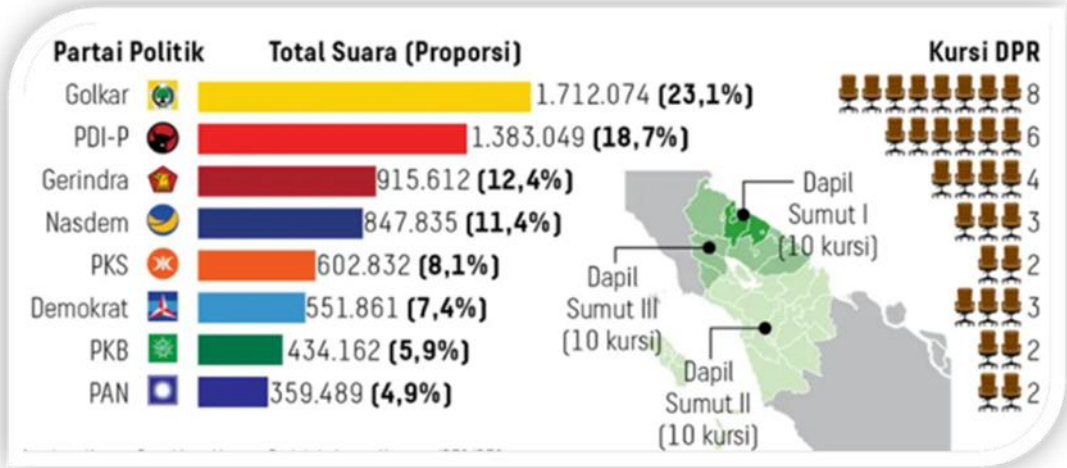 Partai Politik Total Suara (Proporsi) Kursi DPR
Golkar 1.712.074 (23,1%) 8
PDI-P 1.383.049 (18,7%) 6
Gerindra 915.612 (12,4%) 4
Nasdem 847.835 (11,4%) 3
PKS 602.832 (8,1%) 2
Demokrat 551.861 (7,4%) 3
PKB 434.162 (5,9%) 2
PAN 359.489 (4,9%) 2
Dapil
Sumut I
(10 kursi)
Dapil
Sumut III
(10 kursi)
Dapil
Sumut II
(10 kursi)